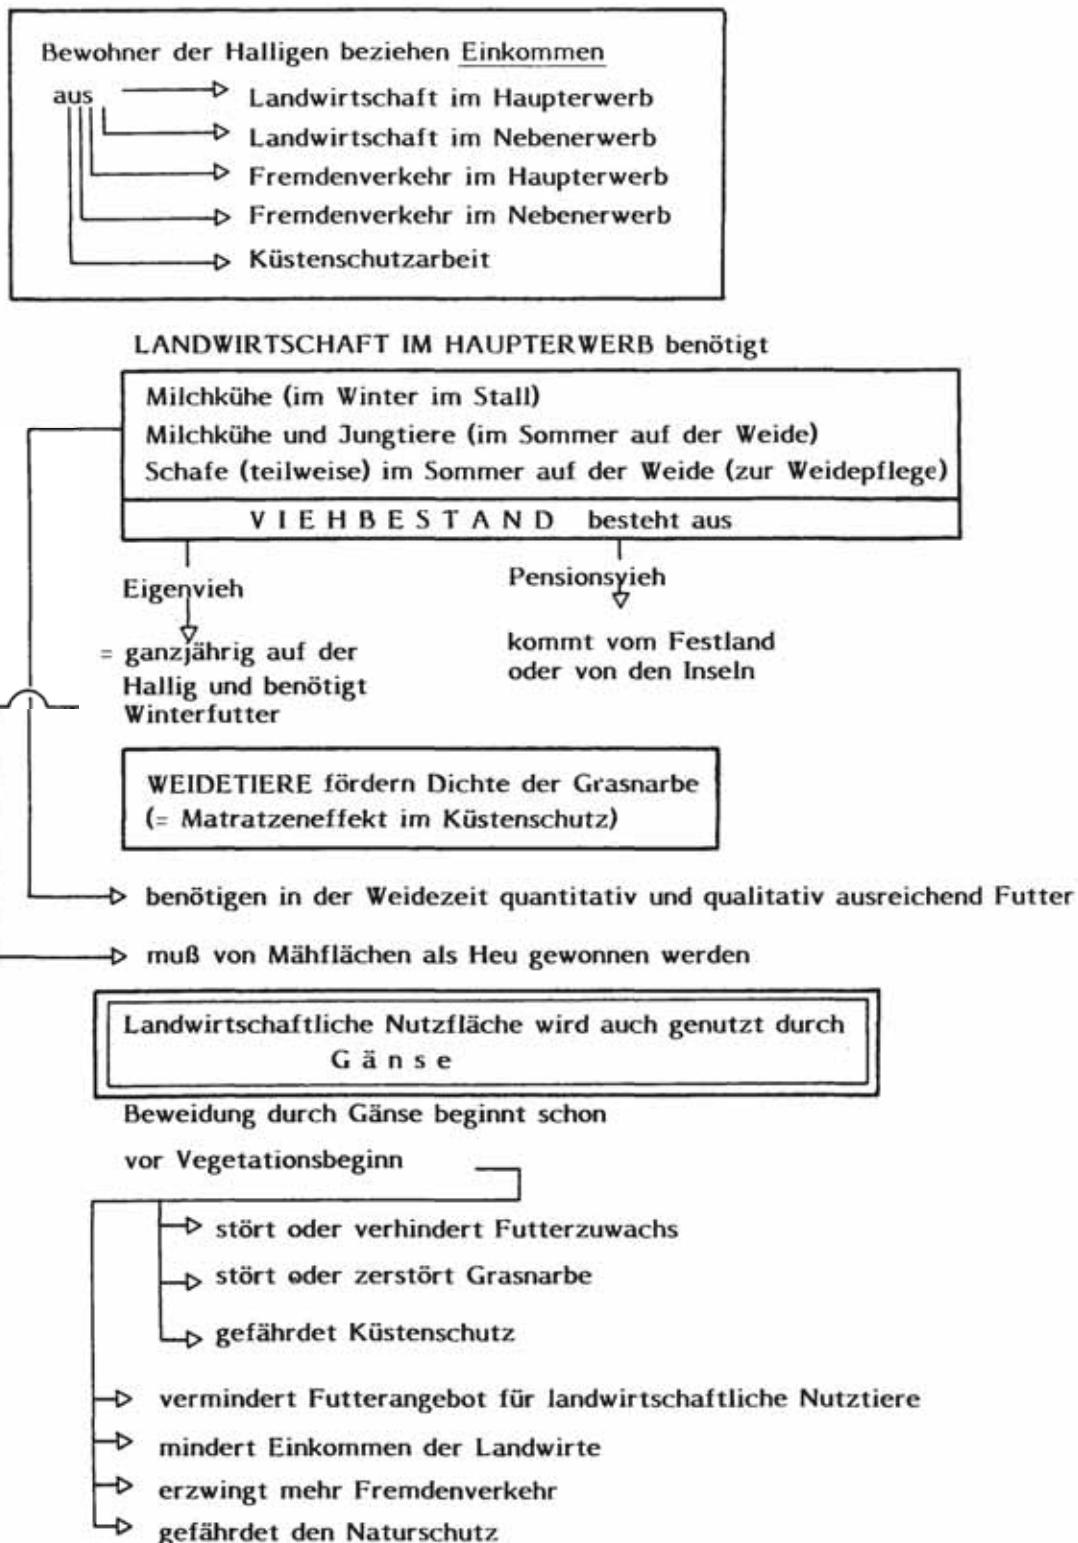 Bewohner der Halligen beziehen Einkommen
aus
Landwirtschaft im Haupterwerb
Landwirtschaft im Nebenerwerb
Fremdenverkehr im Haupterwerb
Fremdenverkehr im Nebenerwerb
Küstenschutzarbeit
LANDWIRTSCHAFT IM HAUPTERWERB benötigt
Milchkühe (im Winter im Stall)
Milchkühe und Jungtiere (im Sommer auf der Weide)
Schafe (teilweise) im Sommer auf der Weide (zur Weidepflege)
V I E H B E S T A N D besteht aus
Eigenvieh
= ganzjährig auf der
Hallig und benötigt
Winterfutter
Pensionsvieh
kommt vom Festland
oder von den Inseln
WEIDETIERE fördern Dichte der Grasnarbe
(= Matratzeneffekt im Küstenschutz)
benötigen in der Weidezeit quantitativ und qualitativ ausreichend Futter
muß von Mähflächen als Heu gewonnen werden
Landwirtschaftliche Nutzfläche wird auch genutzt durch
G ä n s e
Beweidung durch Gänse beginnt schon
vor Vegetationsbeginn
stört oder verhindert Futterzuwachs
stört oder zerstört Grasnarbe
gefährdet Küstenschutz
vermindert Futterangebot für landwirtschaftliche Nutztiere
mindert Einkommen der Landwirte
erzwingt mehr Fremdenverkehr
gefährdet den Naturschutz